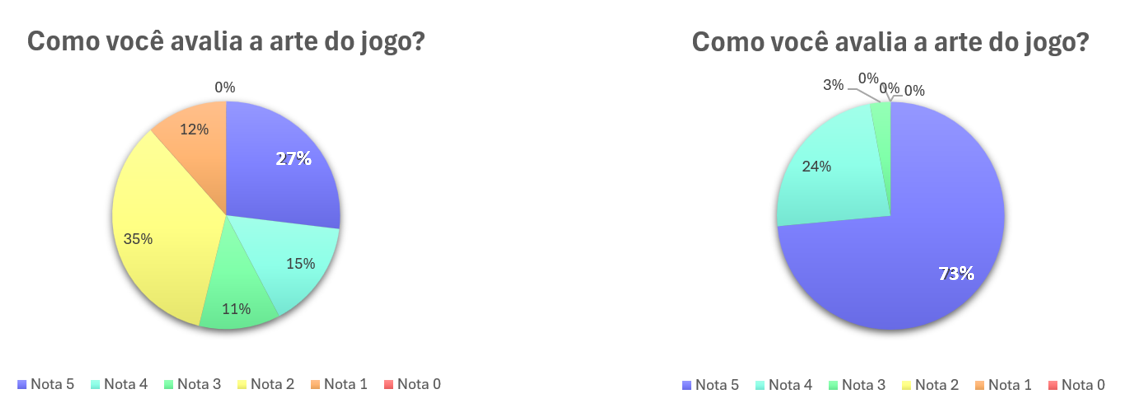 Como você avalia a arte do jogo?
0%
12%
27%
35%
15%
11%
Nota 5 Nota 4 Nota 3 Nota 2 Nota 1 Nota 0
Como você avalia a arte do jogo?
3% 0% 0% 0%
24%
73%
Nota 5 Nota 4 Nota 3 Nota 2 Nota 1 Nota 0